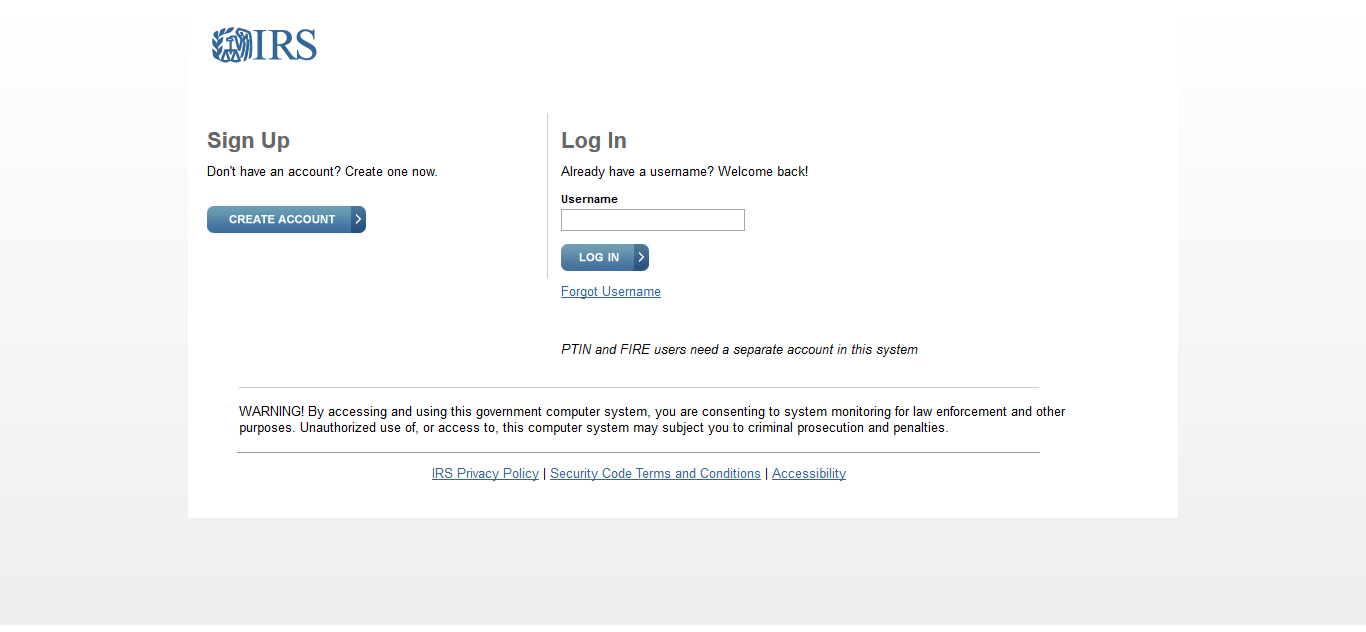 IRS
Sign Up
Don't have an account? Create one now.
CREATE ACCOUNT
Log In
Already have a username? Welcome back!
Username
LOG IN
Forgot Username
PTIN and FIRE users need a separate account in this system
WARNING! By accessing and using this government computer system, you are consenting to system monitoring for law enforcement and other
purposes. Unauthorized use of, or access to, this computer system may subject you to criminal prosecution and penalties.
IRS Privacy Policy | Security Code Terms and Conditions | Accessibility